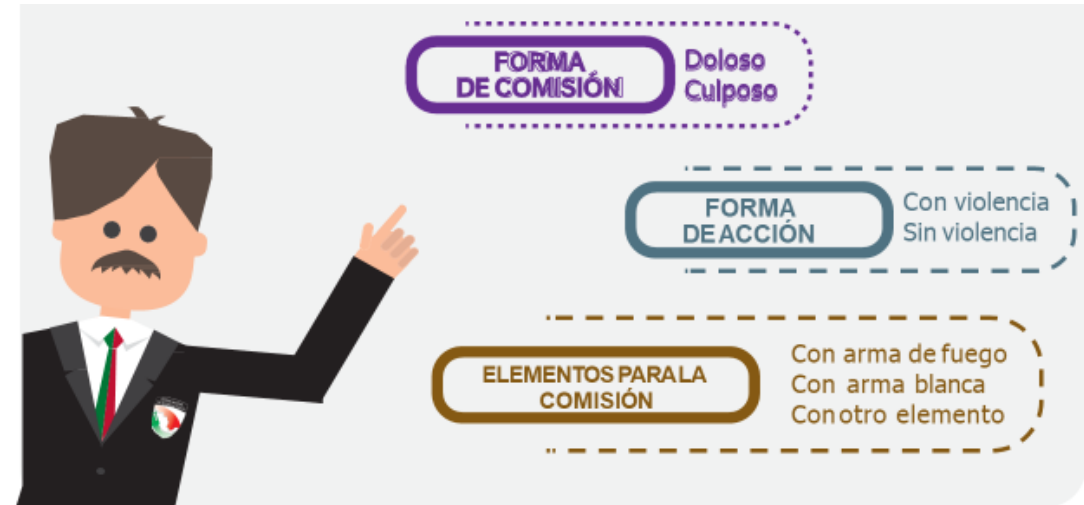 FORMA
DE COMISIÓN
Doloso
Culposo
FORMA
DE ACCIÓN
Con violencia
Sin violencia
ELEMENTOS PARA LA
COMISIÓN
Con arma de fuego
Con arma blanca
Con otro elemento